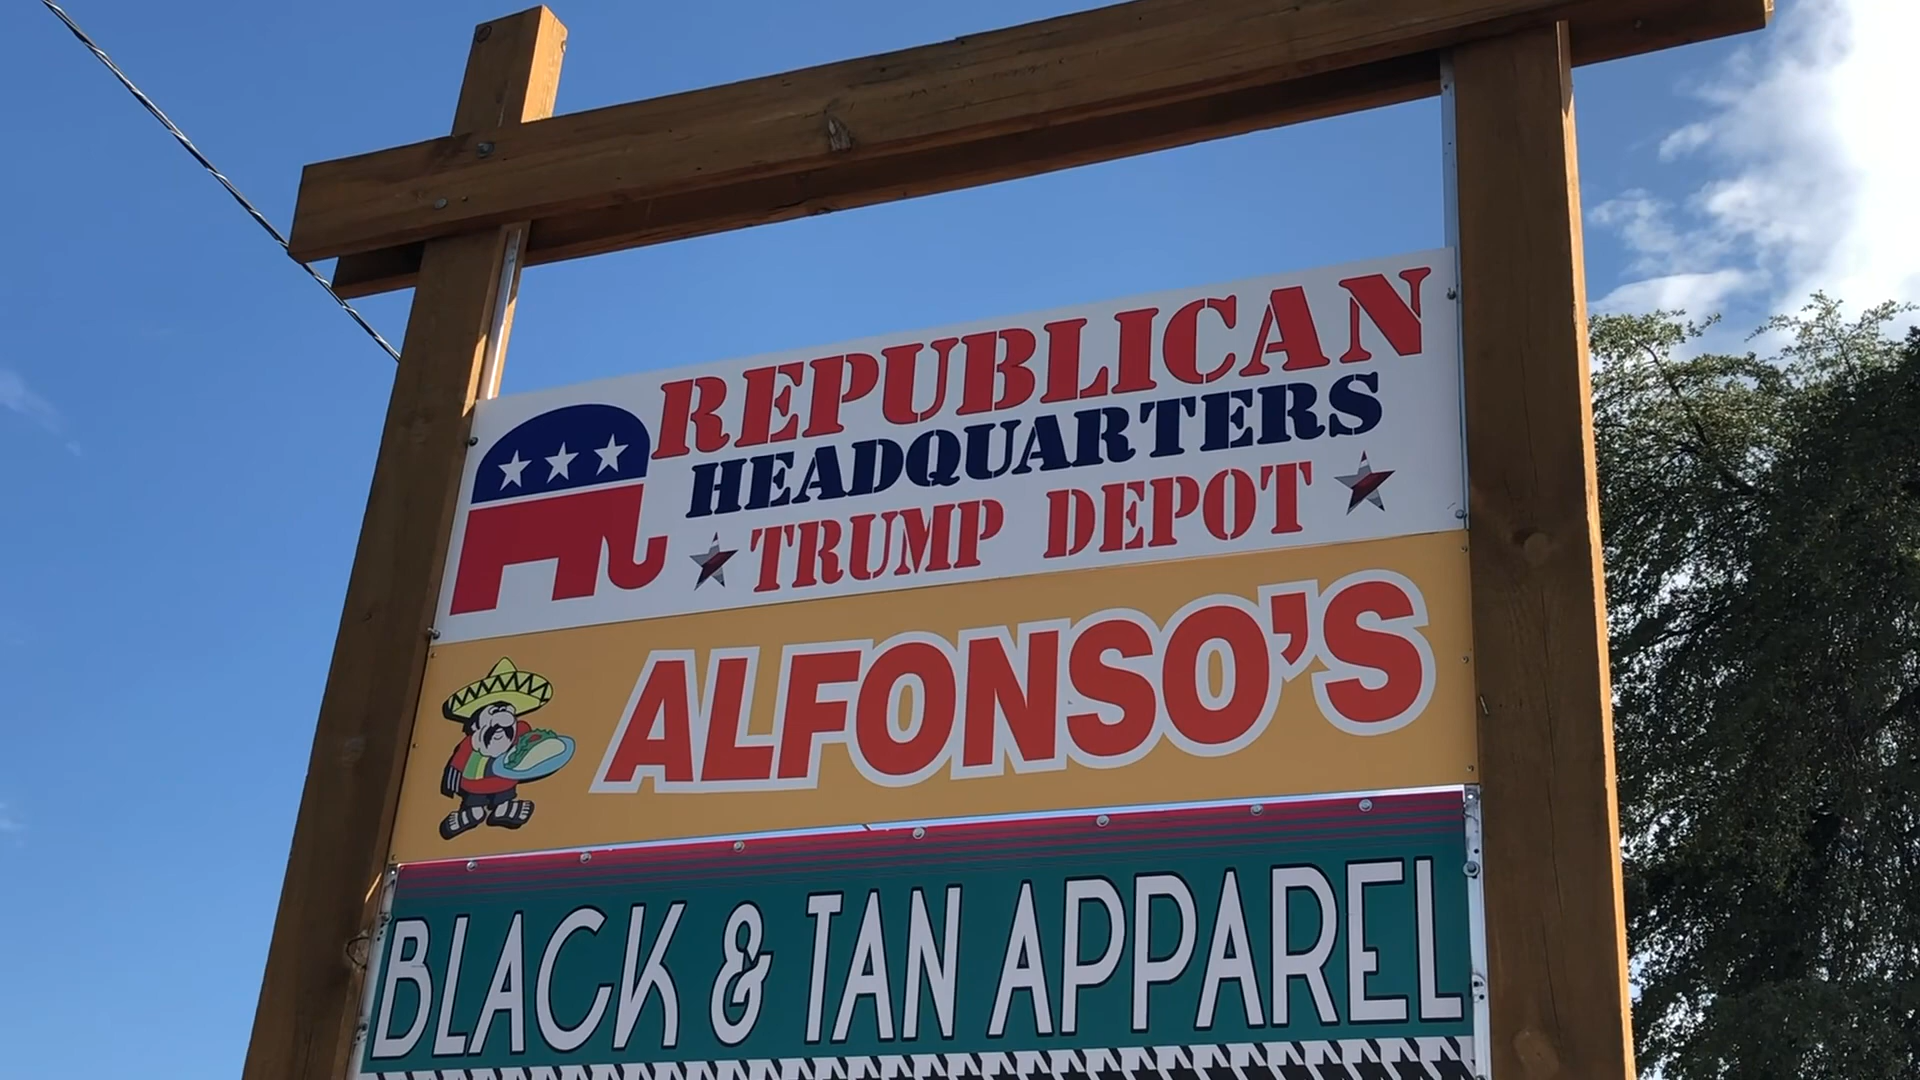 REPUBLICAN
HEADQUARTERS
TRUMP DEPOT
ALFONSO'S
BLACK & TAN APPAREL